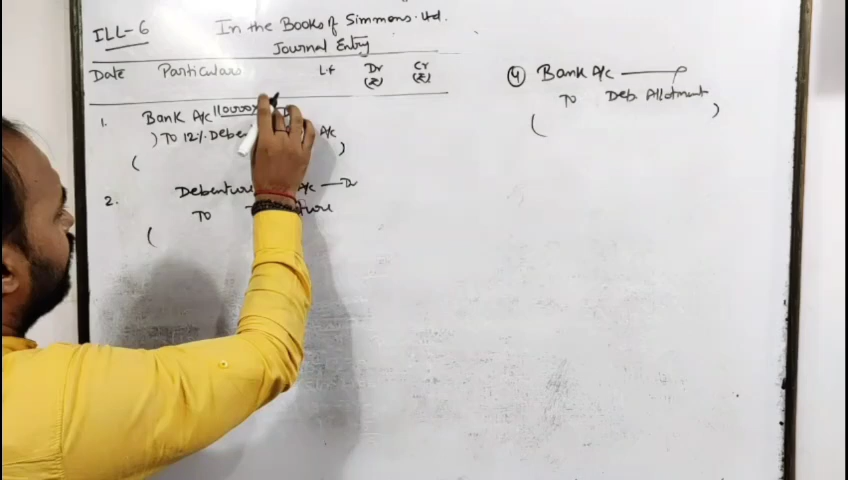 ILL-6 In the Books of Simmons. Ltd.
Journal Entry
Date Particulars L.f Dr (₹) Cr (₹)
1. Bank A/c
) To 12% Debe A/c
( )
2. Debenture A/c — Dr
To
(
4) Bank A/c —
To Deb. Allotment
( )